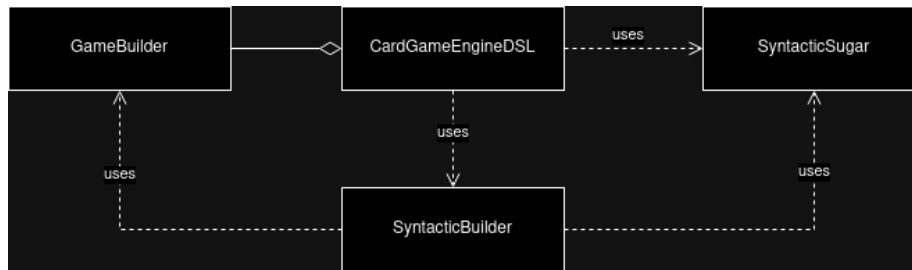 GameBuilder
CardGameEngineDSL
uses
SyntacticSugar
uses
uses
uses
SyntacticBuilder